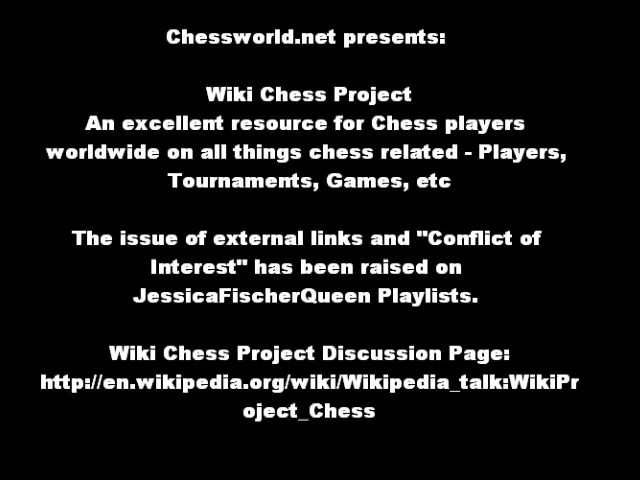 Chessworld.net presents:
Wiki Chess Project
An excellent resource for Chess players
worldwide on all things chess related - Players,
Tournaments, Games, etc
The issue of external links and "Conflict of
Interest" has been raised on
JessicaFischerQueen Playlists.
Wiki Chess Project Discussion Page:
http://en.wikipedia.org/wiki/Wikipedia_talk:WikiPr
oject_Chess